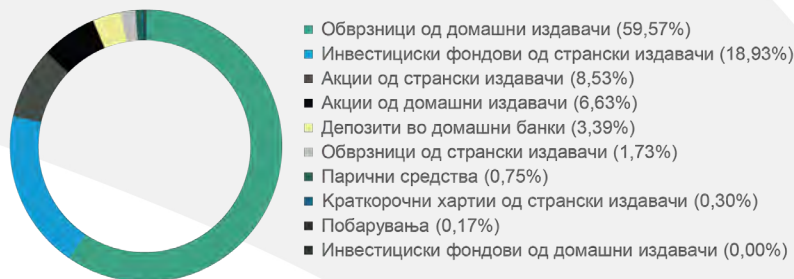 Обврзници од домашни издавачи (59,57%)
Инвестициски фондови од странски издавачи (18,93%)
Акции од странски издавачи (8,53%)
Акции од домашни издавачи (6,63%)
Депозити во домашни банки (3,39%)
Обврзници од странски издавачи (1,73%)
Парични средства (0,75%)
Краткорочни хартии од странски издавачи (0,30%)
Побарувања (0,17%)
Инвестициски фондови од домашни издавачи (0,00%)